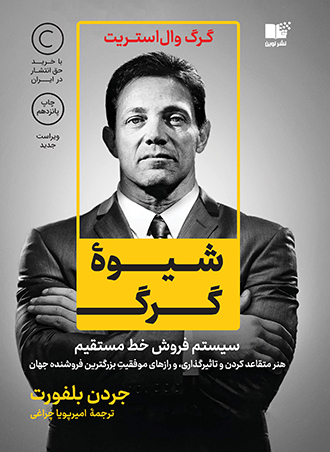 گرگ وال‌استریت
نشر نوین
C
با خرید
حق انتشار
در ایران
چاپ
پانزدهم
ویراست
جدید
شیوهٔ
گرگ
سیستم فروش خط مستقیم
هنر متقاعد کردن و تاثیرگذاری، و رازهای موفقیت بزرگترین فروشنده جهان
جردن بلفورت
ترجمهٔ امیرپویا چراغی